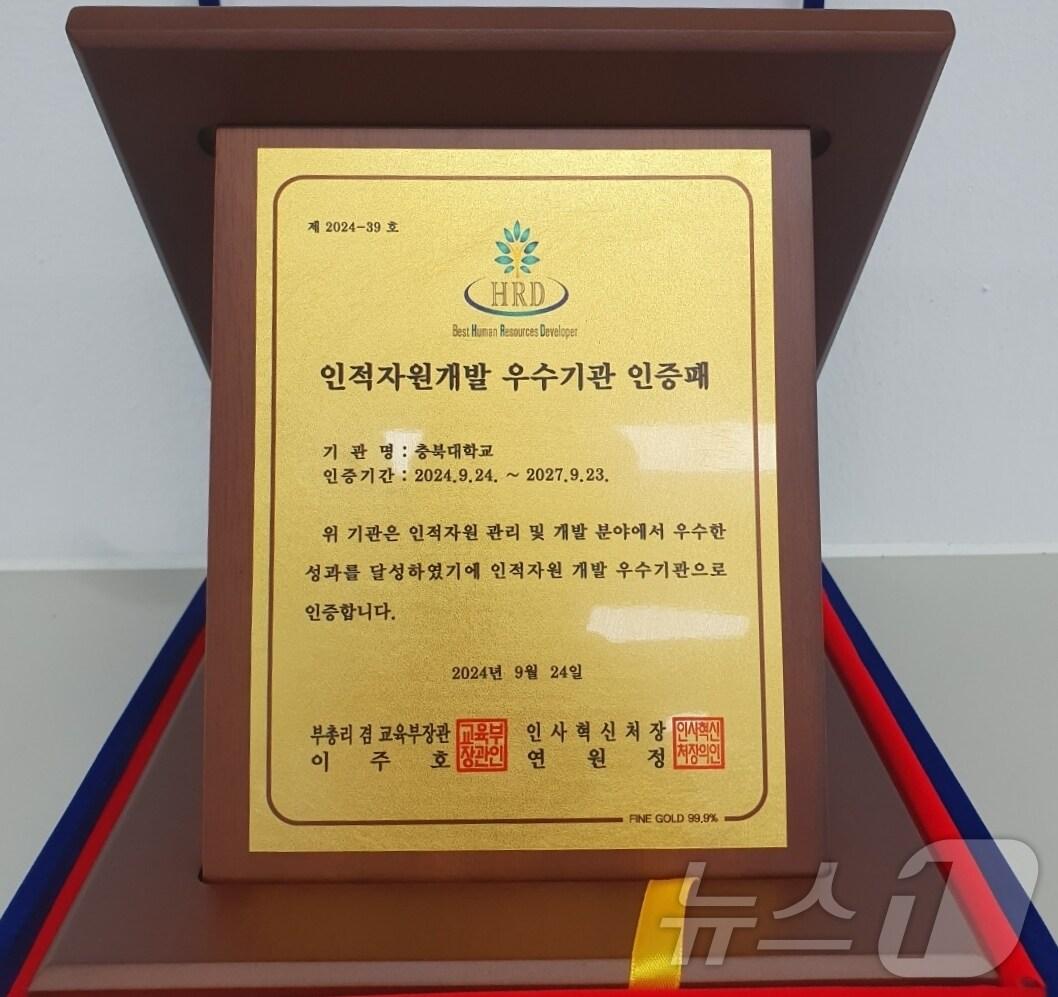 제 2024-39 호
HRD
Best Human Resources Developer
인적자원개발 우수기관 인증패
기 관 명 : 충북대학교
인증기간 : 2024.9.24. ~ 2027.9.23.
위 기관은 인적자원 관리 및 개발 분야에서 우수한
성과를 달성하였기에 인적자원 개발 우수기관으로
인증합니다.
2024년 9월 24일
부총리 겸 교육부장관 교육부 인사혁신처장 인사혁신
이 주 호 장관인 연 원 정 처장의인
FINE GOLD 99.9%
뉴스1